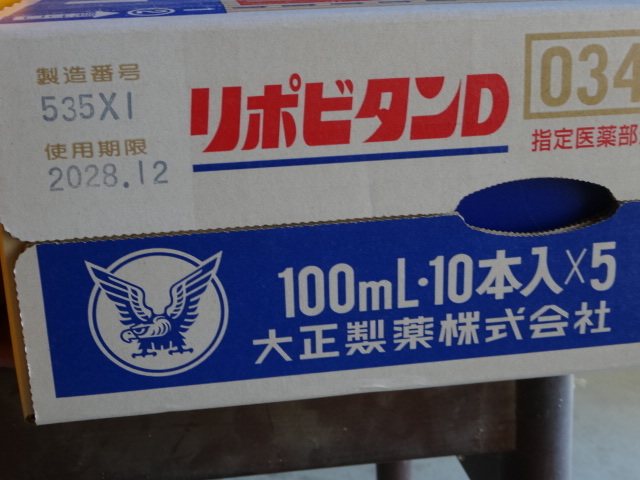 製造番号
535X1
使用期限
2028.12
リポビタンD
034
指定医薬部
100mL・10本入×5
大正製薬株式会社